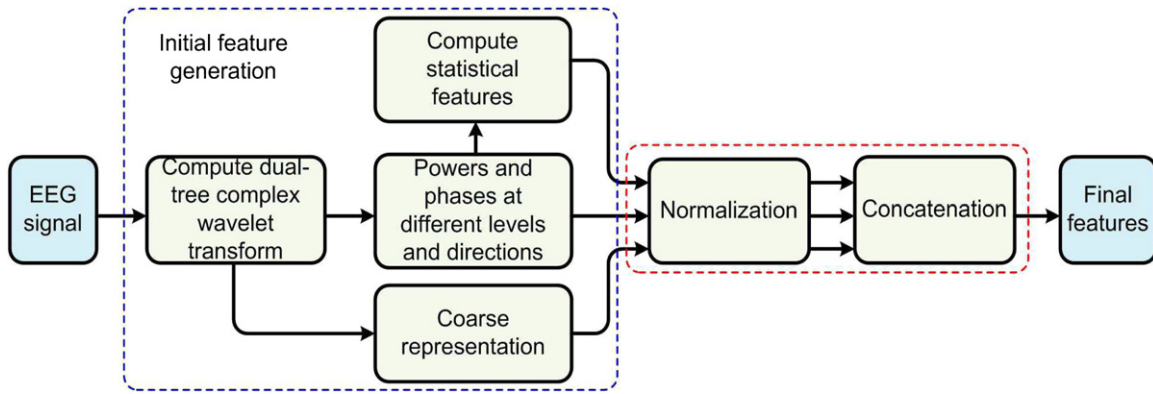 Initial feature
generation
Compute
statistical
features
EEG
signal
Compute dual-
tree complex
wavelet
transform
Powers and
phases at
different levels
and directions
Coarse
representation
Normalization
Concatenation
Final
features